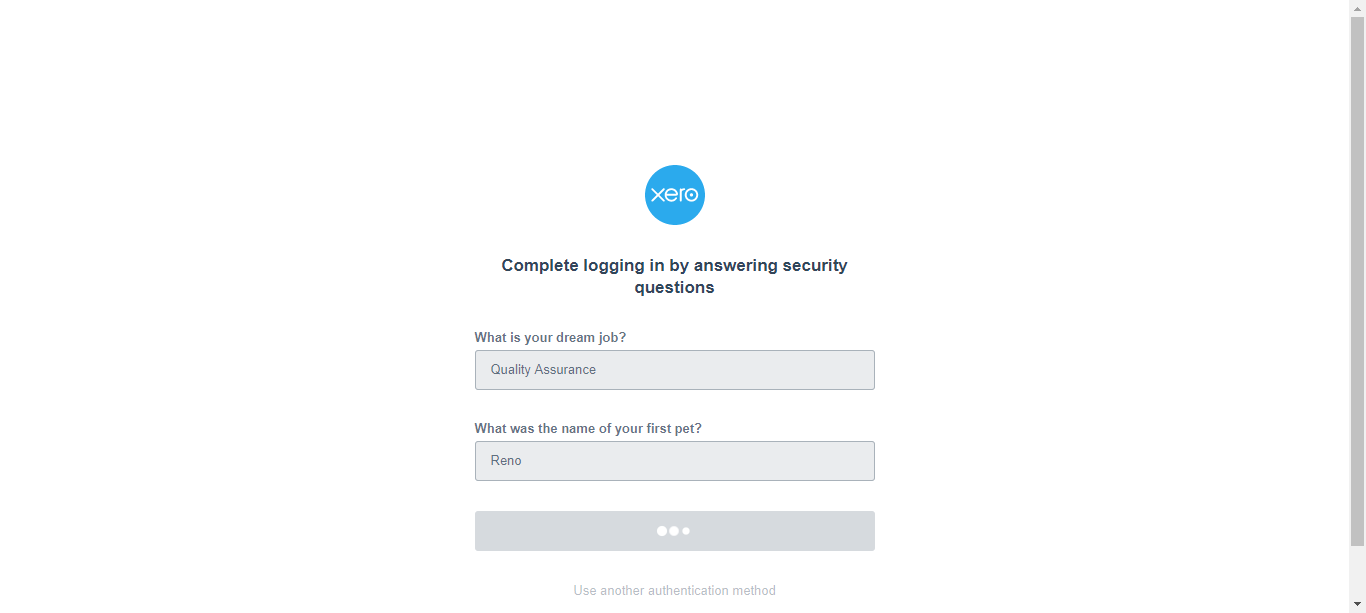 xero
Complete logging in by answering security
questions
What is your dream job?
Quality Assurance
What was the name of your first pet?
Reno
Use another authentication method